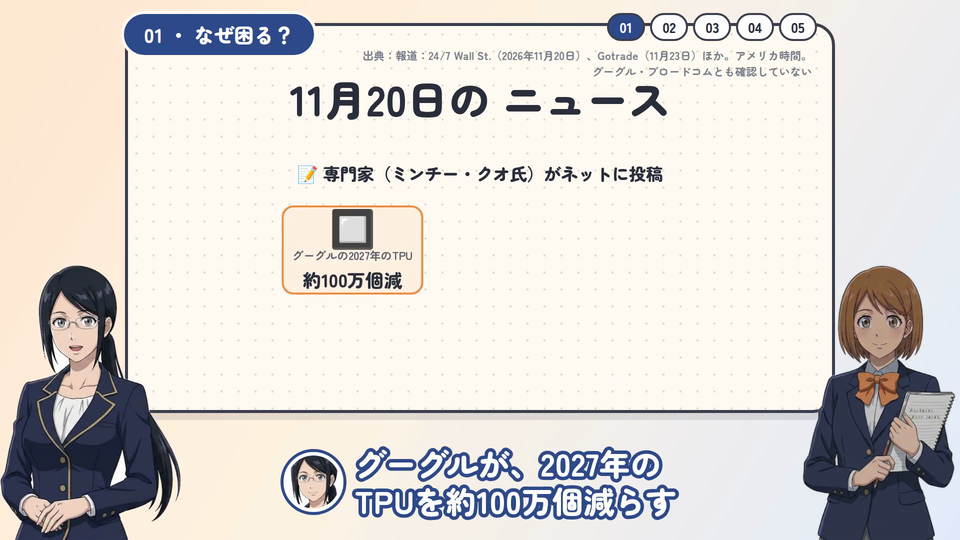 01 ・ なぜ困る？
01 02 03 04 05
出典：報道：24/7 Wall St.（2026年11月20日）、Gotrade（11月23日）ほか。アメリカ時間。
グーグル・ブロードコムとも確認していない
11月20日の ニュース
📝 専門家（ミンチー・クオ氏）がネットに投稿
グーグルの2027年のTPU
約100万個減
グーグルが、2027年の
TPUを約100万個減らす